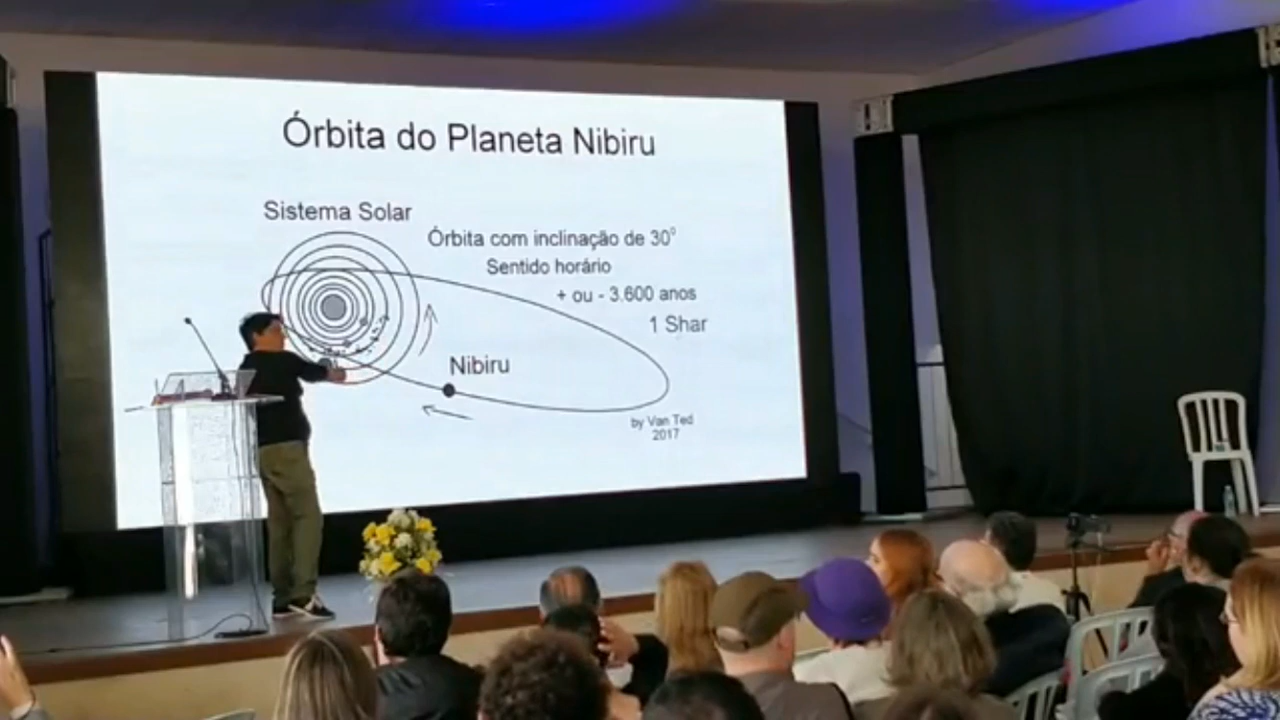 Órbita do Planeta Nibiru
Sistema Solar
Órbita com inclinação de 30º
Sentido horário
+ ou - 3.600 anos
1 Shar
Nibiru
by Van Ted
2017